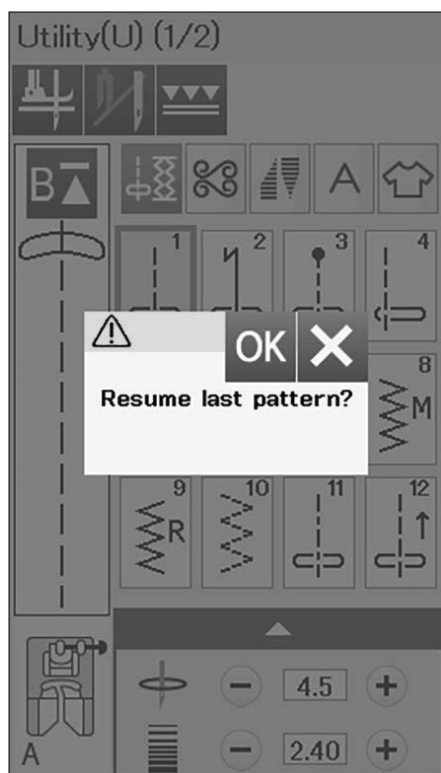 Utility(U) (1/2)
B
A
1
2
3
4
OK
Resume last pattern?
8
M
9
R
10
11
12
A
4.5
2.40